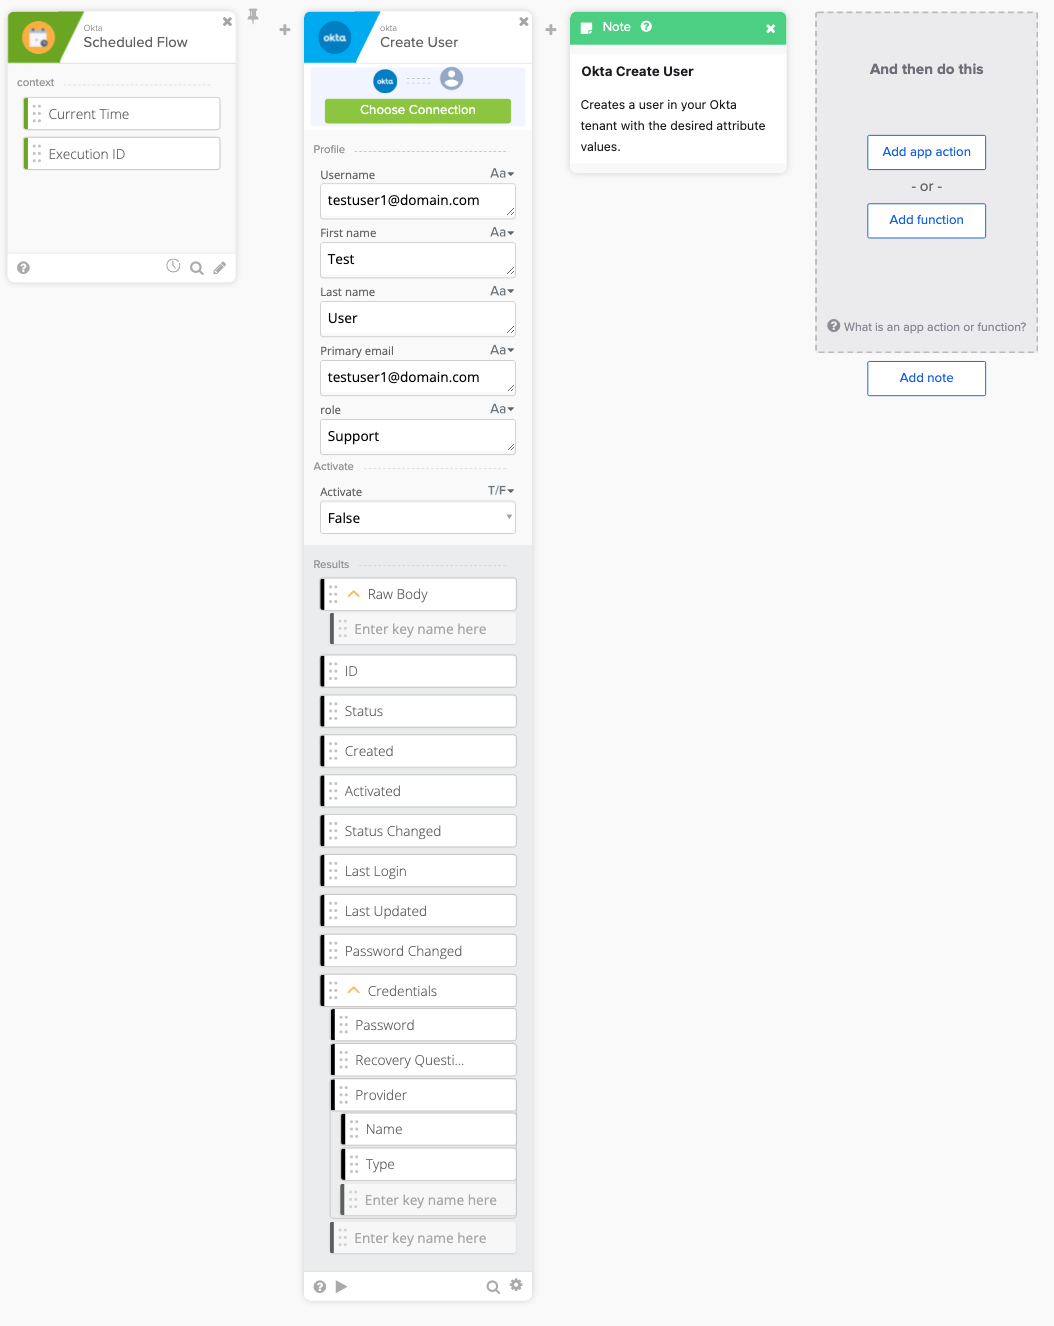 Okta
Scheduled Flow
context
Current Time
Execution ID
okta
okta
Create User
okta
Choose Connection
Profile
Username
Aa
testuser1@domain.com
First name
Aa
Test
Last name
Aa
User
Primary email
Aa
testuser1@domain.com
role
Aa
Support
Activate
Activate
T/F
False
Results
Raw Body
Enter key name here
ID
Status
Created
Activated
Status Changed
Last Login
Last Updated
Password Changed
Credentials
Password
Recovery Questi...
Provider
Name
Type
Enter key name here
Enter key name here
Note
Okta Create User
Creates a user in your Okta
tenant with the desired attribute
values.
And then do this
Add app action
- or -
Add function
What is an app action or function?
Add note